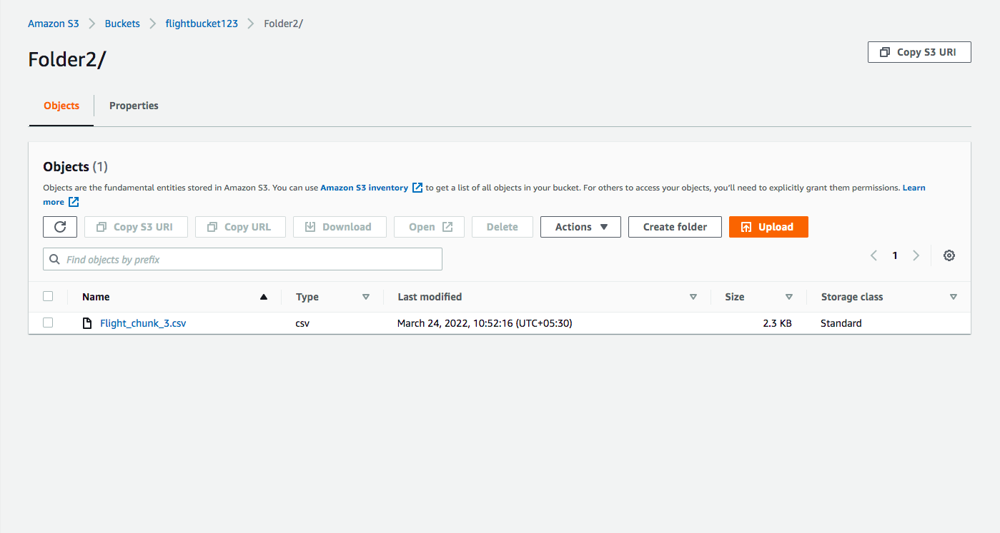 Amazon S3 > Buckets > flightbucket123 > Folder2/
Folder2/
Copy S3 URI
Objects Properties
Objects (1)
Objects are the fundamental entities stored in Amazon S3. You can use Amazon S3 inventory to get a list of all objects in your bucket. For others to access your objects, you'll need to explicitly grant them permissions. Learn
more
Copy S3 URI Copy URL Download Open Delete Actions Create folder Upload
Find objects by prefix
1
Name Type Last modified Size Storage class
Flight_chunk_3.csv csv March 24, 2022, 10:52:16 (UTC+05:30) 2.3 KB Standard